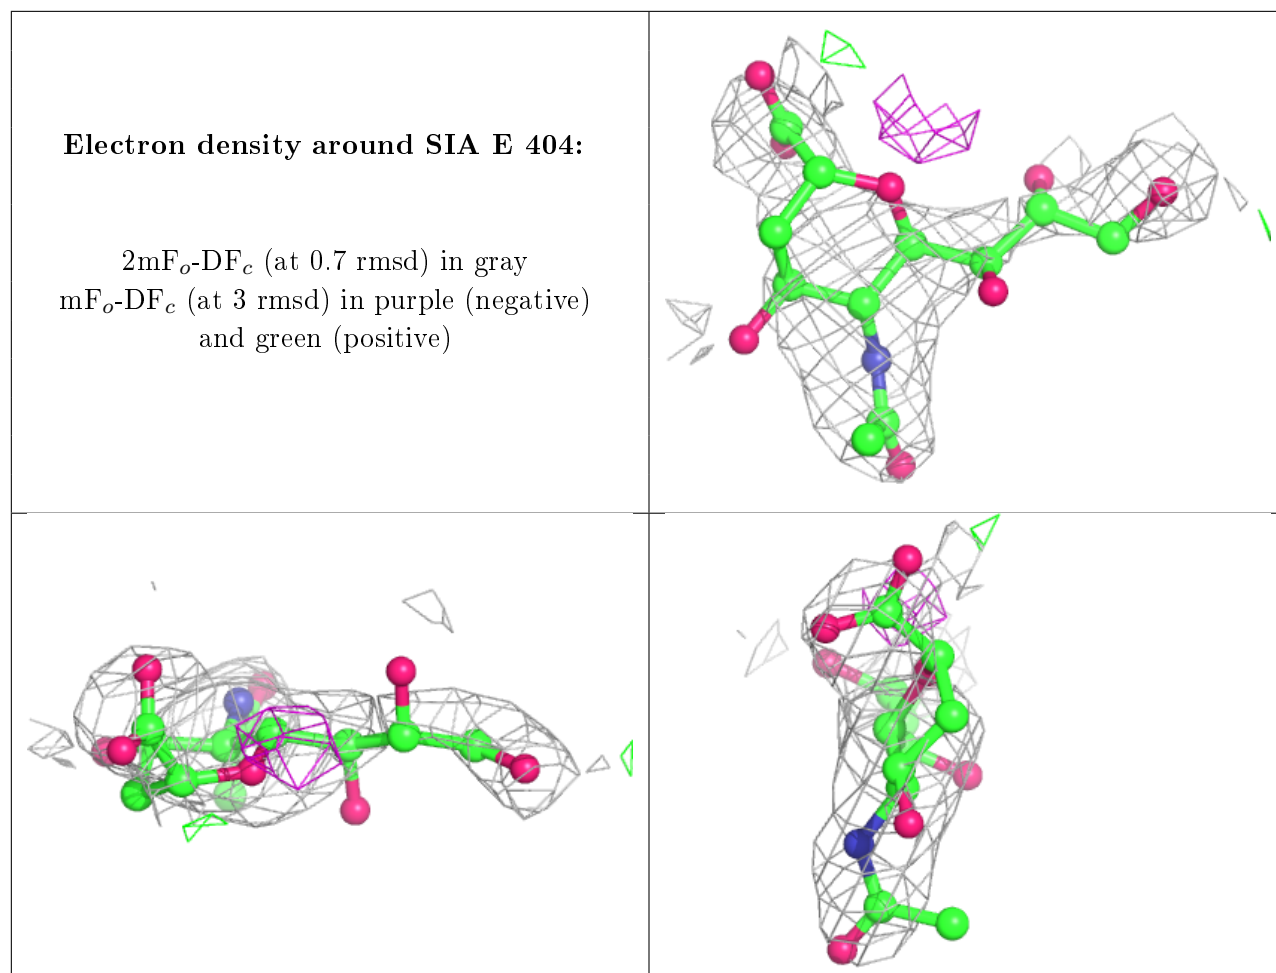 Electron density around SIA E 404:
2mFo-DFc (at 0.7 rmsd) in gray
mFo-DFc (at 3 rmsd) in purple (negative)
and green (positive)